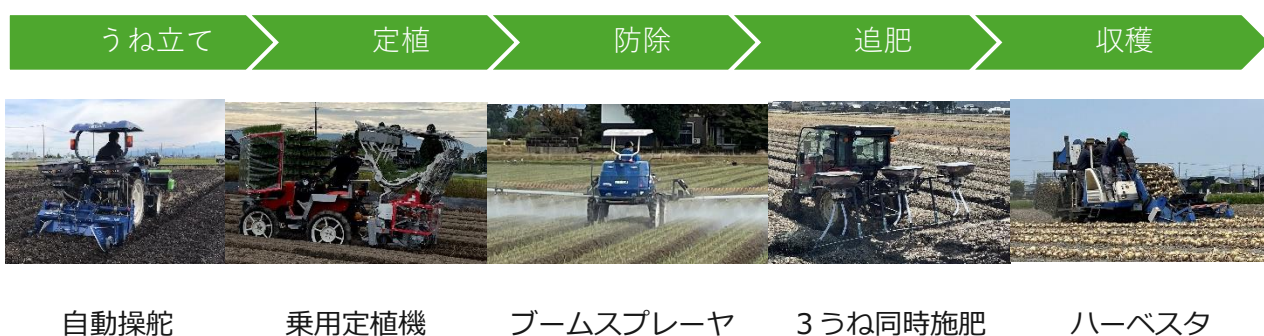 うね立て
定植
防除
追肥
収穫
自動操舵
乗用定植機
ブームスプレーヤ
３うね同時施肥
ハーベスタ